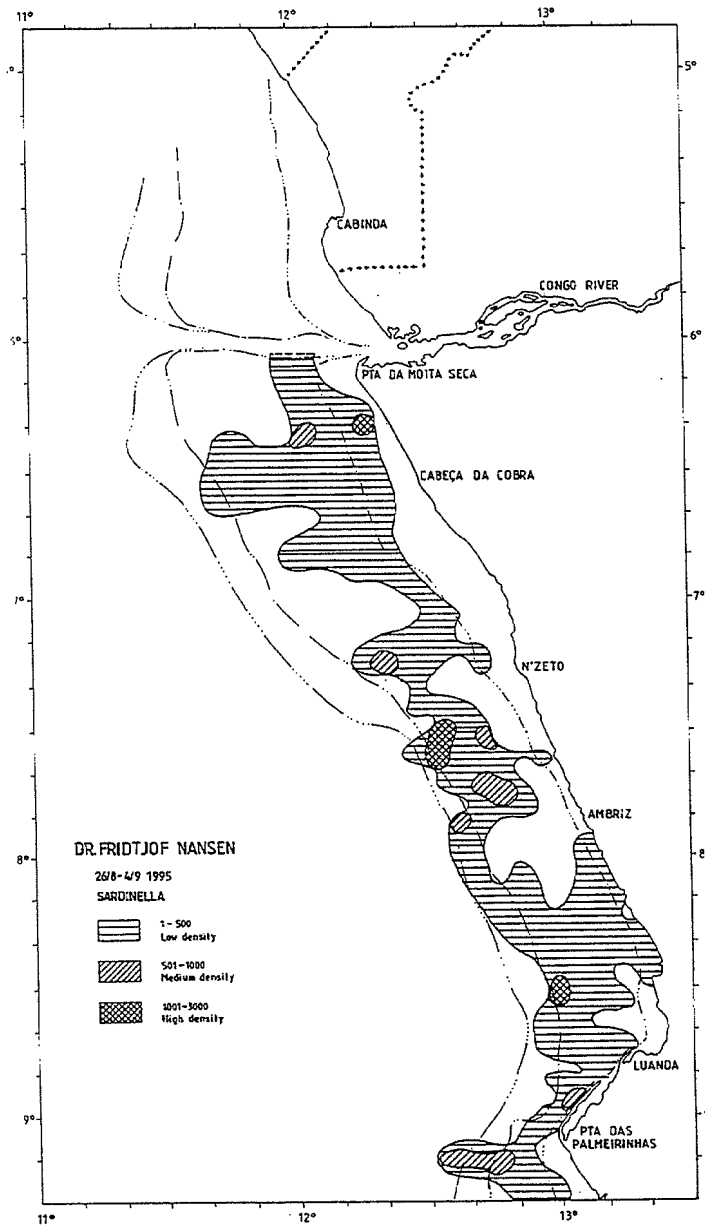 11° 12° 13°
5°
CABINDA
CONGO RIVER
6°
PTA DA MOITA SECA
CABEÇA DA COBRA
7° 7°
N'ZETO
AMBRIZ
8° 8
DR. FRIDTJOF NANSEN
26/8-4/9 1995
SARDINELLA
1-500
Low density
501-1000
Medium density
1001-3000
High density
LUANDA
9°
PTA DAS
PALMEIRINHAS
11° 12° 13°